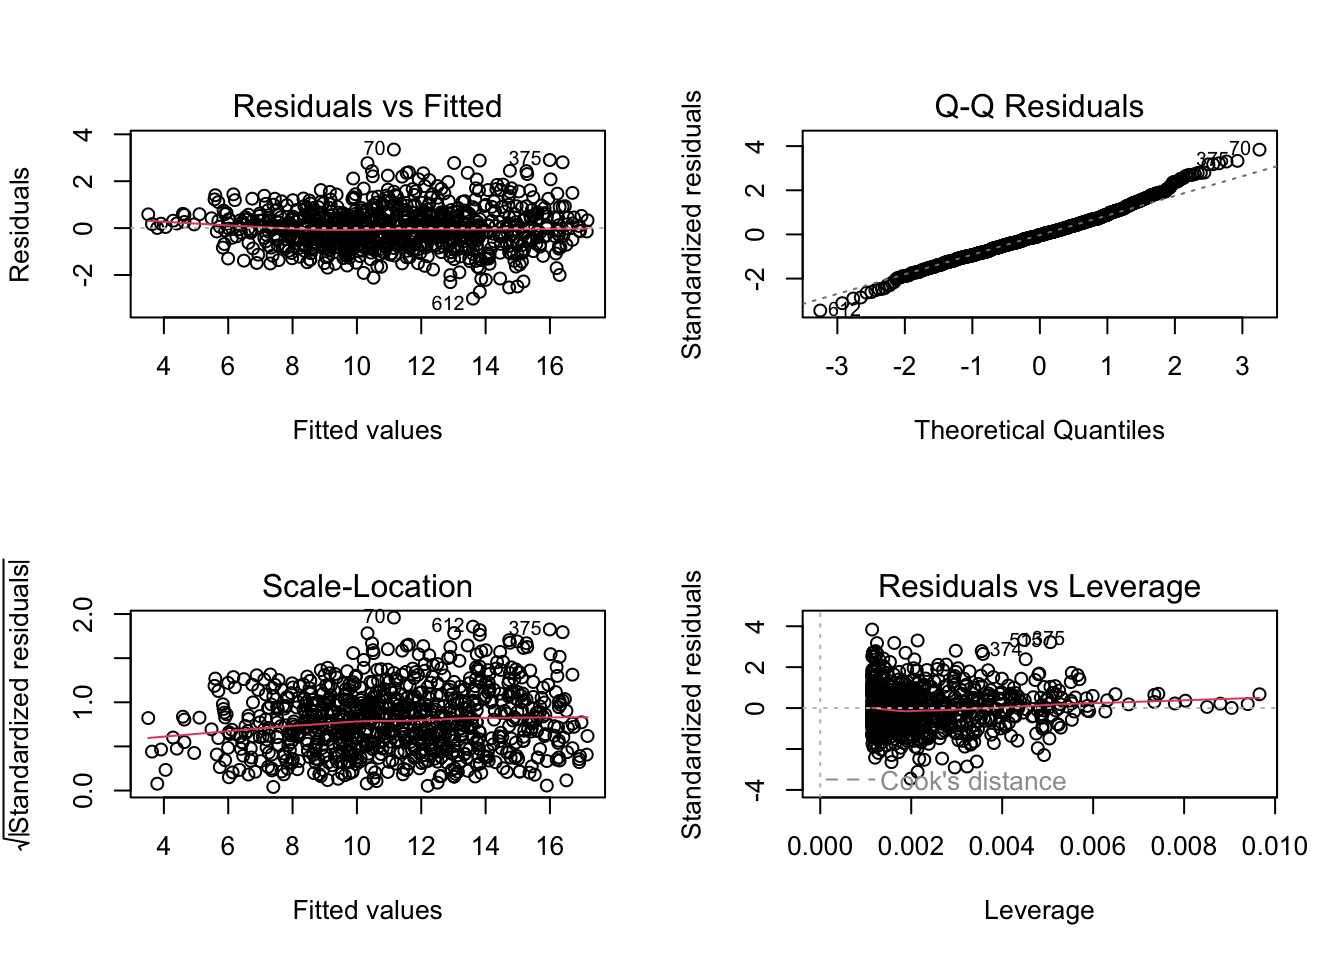 Residuals vs Fitted
Residuals
4
2
0
-2
70
375
612
4 6 8 10 12 14 16
Fitted values
Q-Q Residuals
Standardized residuals
4
2
0
-2
375
70
612
-3 -2 -1 0 1 2 3
Theoretical Quantiles
Scale-Location
√|Standardized residuals|
2.0
1.0
0.0
70
612
375
4 6 8 10 12 14 16
Fitted values
Residuals vs Leverage
Standardized residuals
4
2
0
-4
375
374
Cook's distance
0.000 0.002 0.004 0.006 0.008 0.010
Leverage